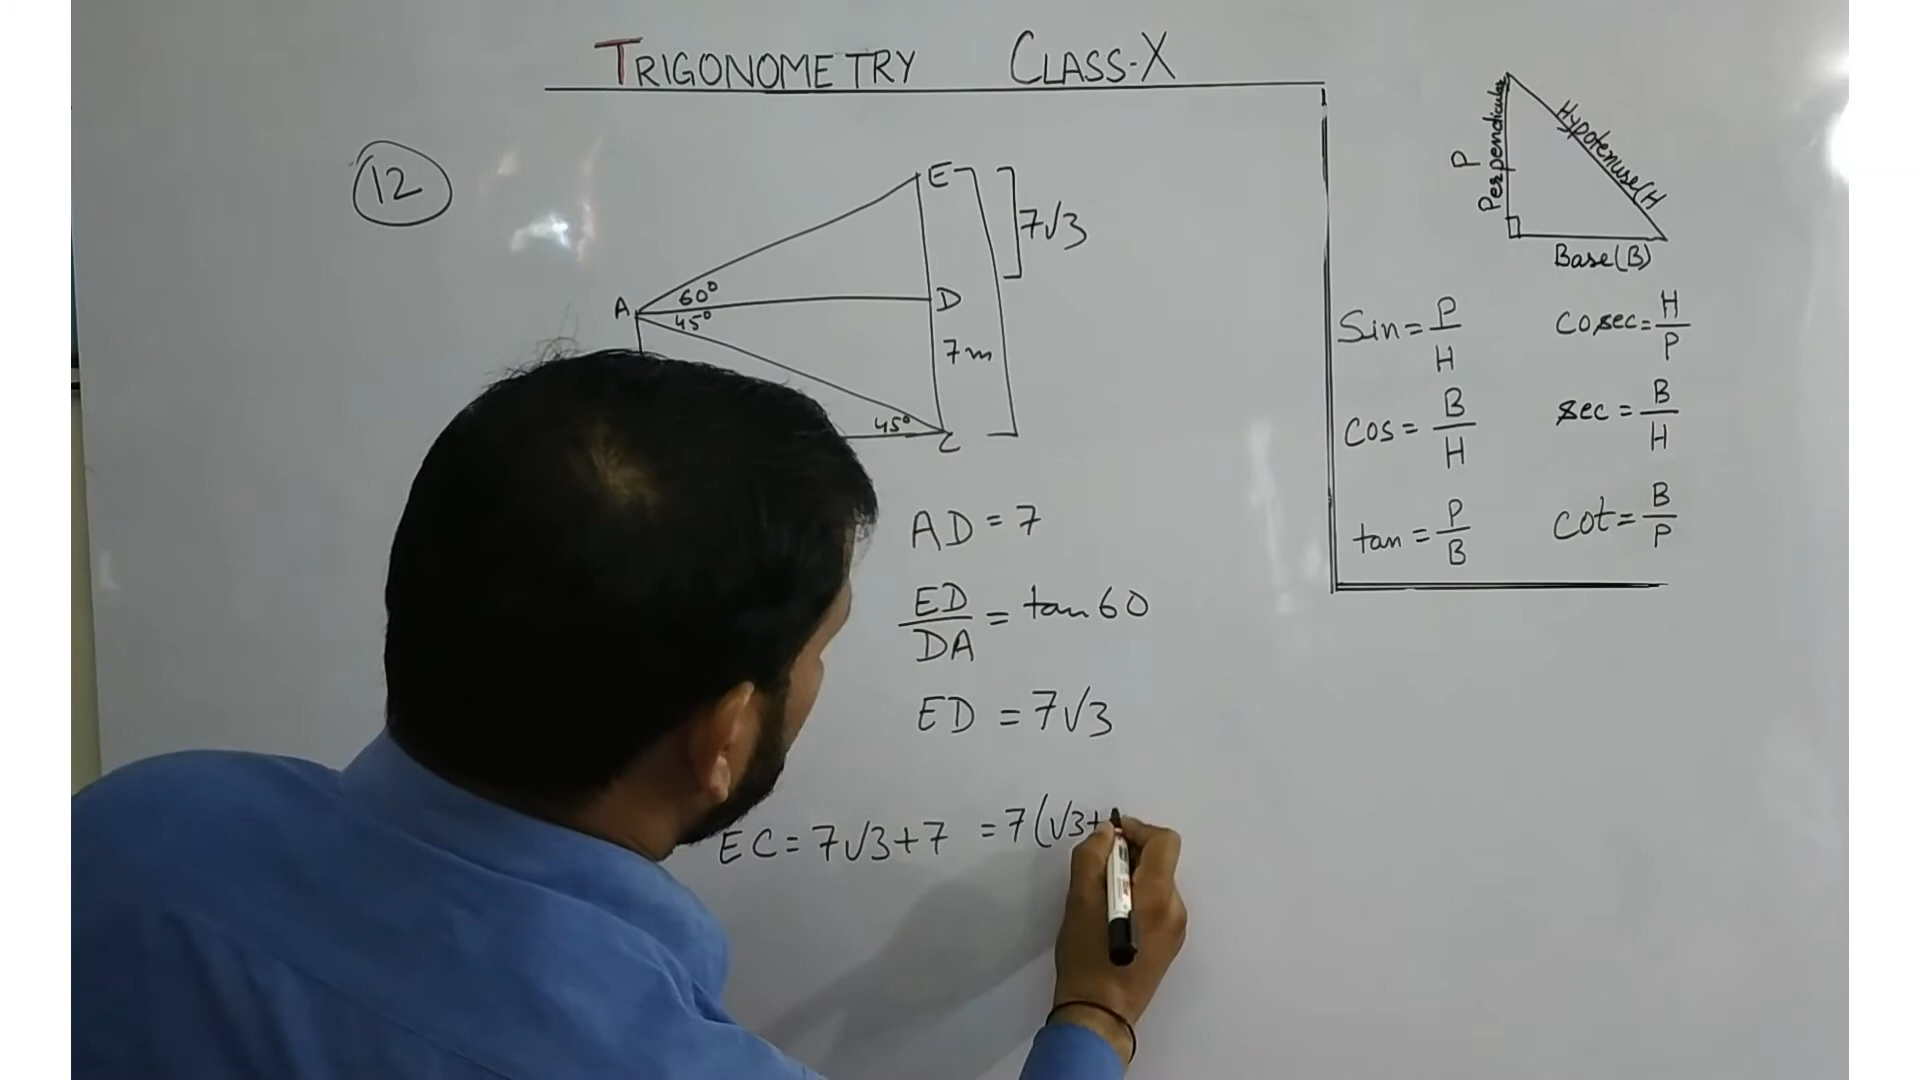 TRIGONOMETRY CLASS-X
12
E
7√3
A
60°
45°
D
7m
45°
C
AD = 7
ED/DA = tan 60
ED = 7√3
EC = 7√3+7 = 7(√3+
P
Perpendicular
Hypotenuse(H
Base(B)
Sin = P/H
Cosec = H/P
Cos = B/H
Sec = B/H
tan = P/B
Cot = B/P